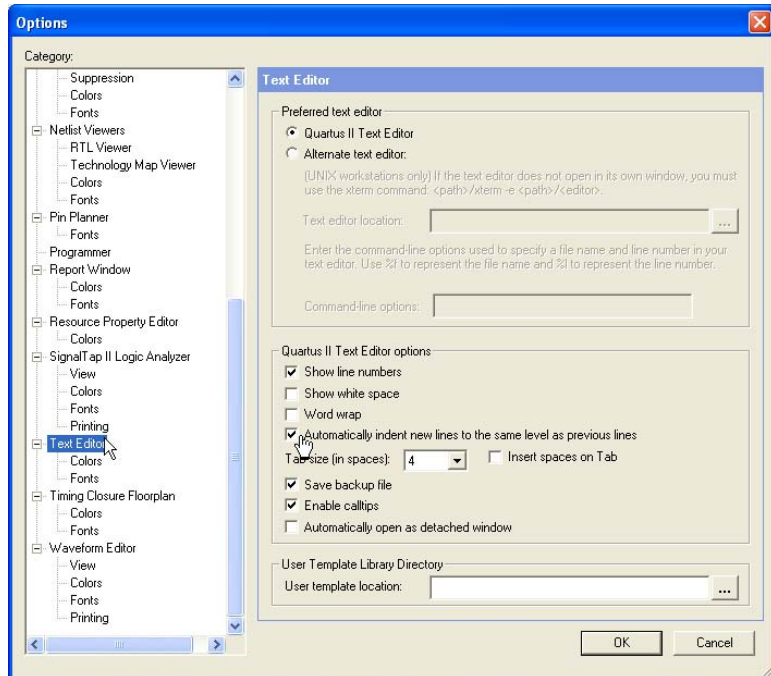 Options
Category:
Suppression
Colors
Fonts
Netlist Viewers
RTL Viewer
Technology Map Viewer
Colors
Fonts
Pin Planner
Fonts
Programmer
Report Window
Colors
Fonts
Resource Property Editor
Colors
SignalTap II Logic Analyzer
View
Colors
Fonts
Printing
Text Editor
Colors
Fonts
Timing Closure Floorplan
Colors
Fonts
Waveform Editor
View
Colors
Fonts
Printing
Text Editor
Preferred text editor
Quartus II Text Editor
Alternate text editor:
(UNIX workstations only) If the text editor does not open in its own window, you must
use the xterm command: <path>/xterm -e <path>/<editor>.
Text editor location:
...
Enter the command-line options used to specify a file name and line number in your
text editor. Use %f to represent the file name and %l to represent the line number.
Command-line options:
Quartus II Text Editor options
Show line numbers
Show white space
Word wrap
Automatically indent new lines to the same level as previous lines
Tab size (in spaces): 4 Insert spaces on Tab
Save backup file
Enable calltips
Automatically open as detached window
User Template Library Directory
User template location:
...
OK Cancel